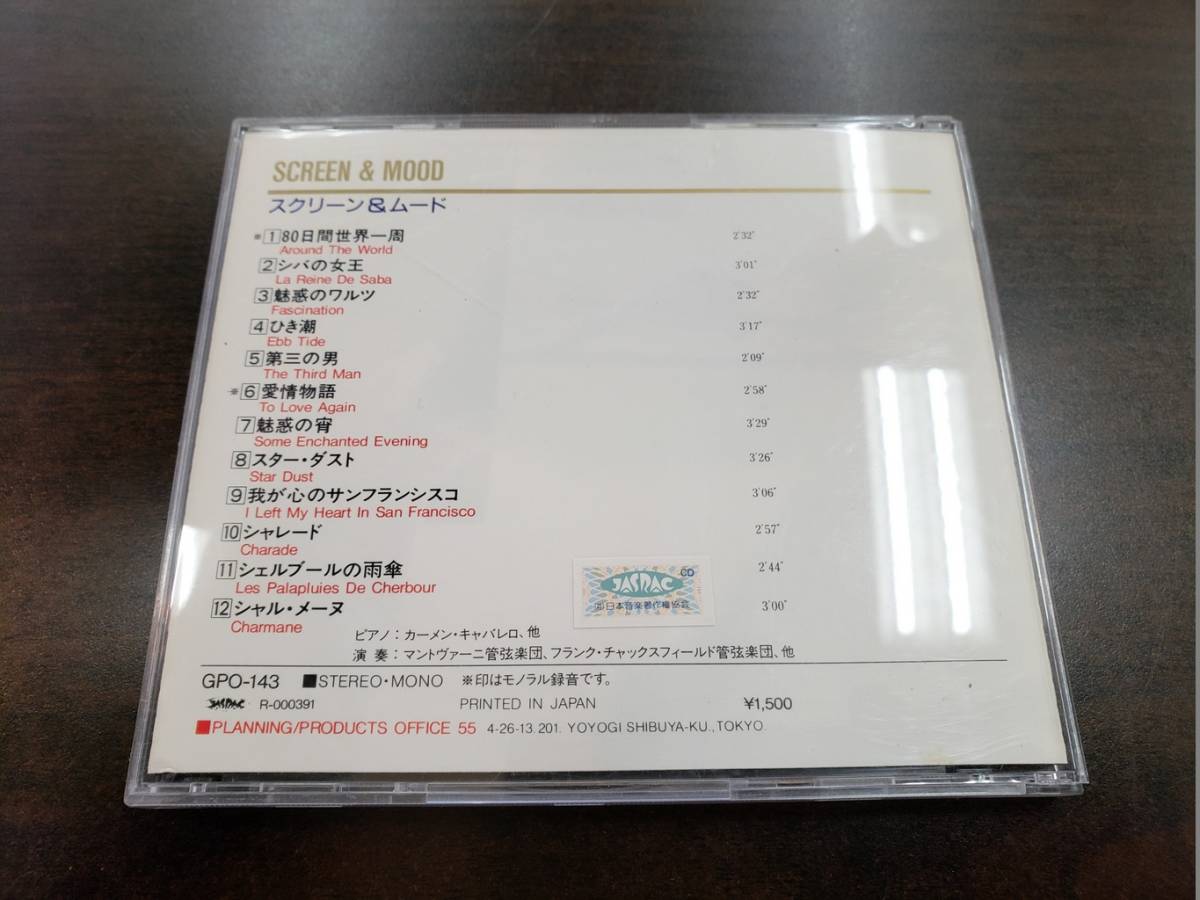 SCREEN & MOOD
スクリーン&ムード
※1 80日間世界一周 2'32"
Around The World
2 シバの女王 3'01"
La Reine De Saba
3 魅惑のワルツ 2'32"
Fascination
4 ひき潮 3'17"
Ebb Tide
5 第三の男 2'09"
The Third Man
※6 愛情物語 2'58"
To Love Again
7 魅惑の宵 3'29"
Some Enchanted Evening
8 スター・ダスト 3'26"
Star Dust
9 我が心のサンフランシスコ 3'06"
I Left My Heart In San Francisco
10 シャレード 2'57"
Charade
11 シェルブールの雨傘 2'44"
Les Palapluies De Cherbour
12 シャル・メーヌ 3'00"
Charmane
CD
JASRAC
㈳日本音楽著作権協会
ピアノ：カーメン・キャバレロ、他
演奏：マントヴァーニ管弦楽団、フランク・チャックスフィールド管弦楽団、他
GPO-143 ■STEREO・MONO ※印はモノラル録音です。
JASRAC R-000391 PRINTED IN JAPAN ¥1,500
■PLANNING/PRODUCTS OFFICE 55 4-26-13. 201. YOYOGI SHIBUYA-KU., TOKYO